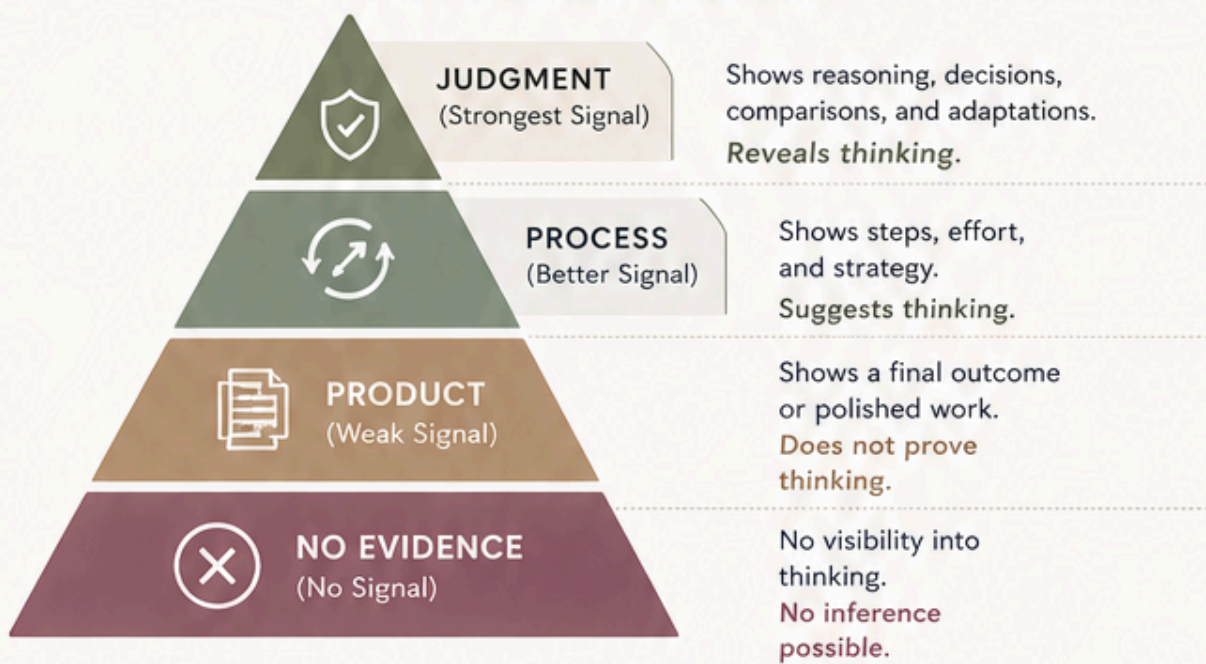 JUDGMENT
(Strongest Signal)
Shows reasoning, decisions,
comparisons, and adaptations.
Reveals thinking.
PROCESS
(Better Signal)
Shows steps, effort,
and strategy.
Suggests thinking.
PRODUCT
(Weak Signal)
Shows a final outcome
or polished work.
Does not prove
thinking.
NO EVIDENCE
(No Signal)
No visibility into
thinking.
No inference
possible.